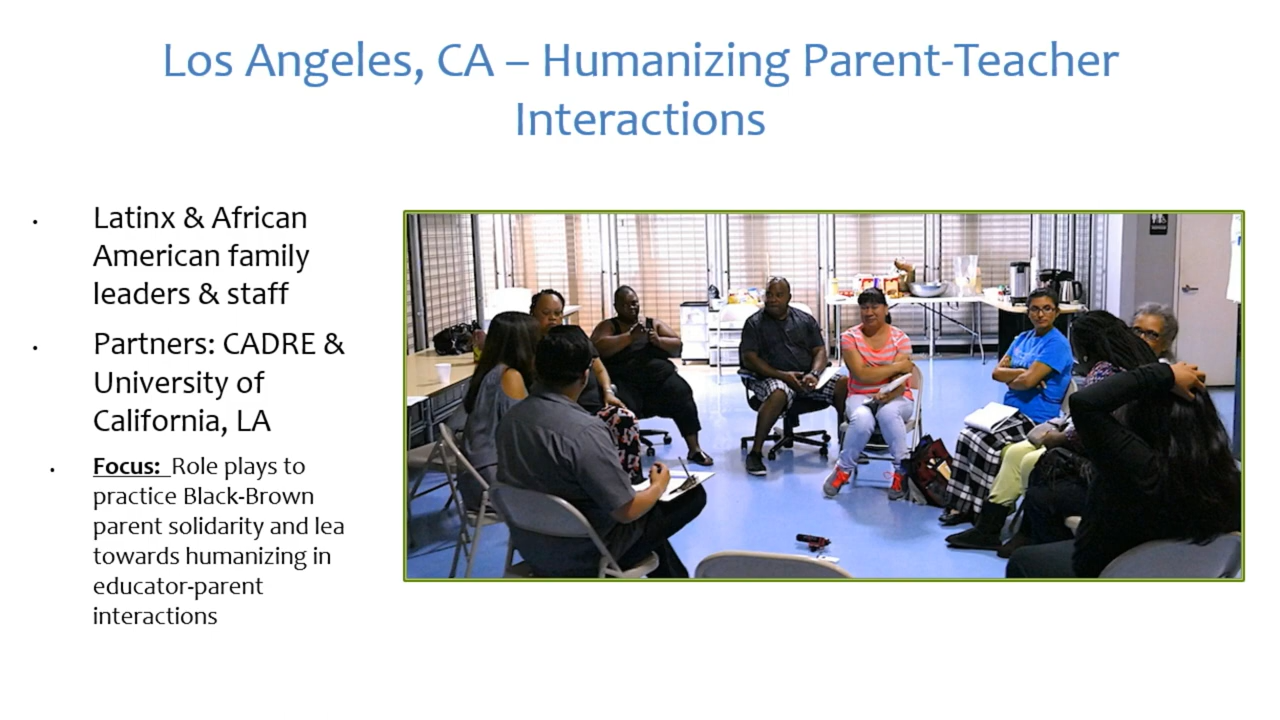 Los Angeles, CA – Humanizing Parent-Teacher
Interactions
• Latinx & African
American family
leaders & staff
• Partners: CADRE &
University of
California, LA
• Focus: Role plays to
practice Black-Brown
parent solidarity and lea
towards humanizing in
educator-parent
interactions